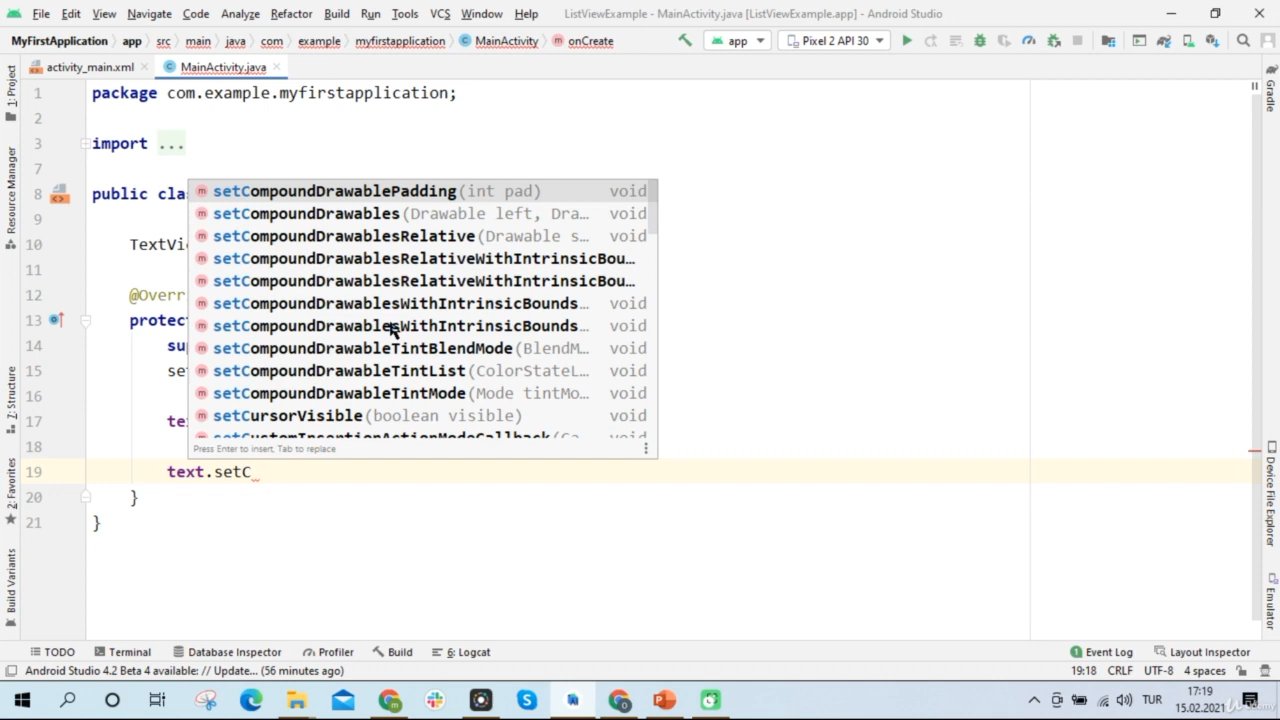 File Edit View Navigate Code Analyze Refactor Build Run Tools VCS Window Help ListViewExample - MainActivity.java [ListViewExample.app] - Android Studio
MyFirstApplication app src main java com example myfirstapplication MainActivity onCreate app Pixel 2 API 30
activity_main.xml MainActivity.java
1: Project
Resource Manager
Z: Structure
2: Favorites
Build Variants
Gradle
Device File Explorer
Emulator
1 package com.example.myfirstapplication;
2
3 import ...
7
8 public cla
9
10 TextVi
11
12 @Overri
13 protec
14 su
15 se
16
17 te
18
19 text.setC
20 }
21 }
setCompoundDrawablePadding(int pad) void
setCompoundDrawables(Drawable left, Dra... void
setCompoundDrawablesRelative(Drawable s... void
setCompoundDrawablesRelativeWithIntrinsicBou...
setCompoundDrawablesRelativeWithIntrinsicBou...
setCompoundDrawablesWithIntrinsicBounds... void
setCompoundDrawablesWithIntrinsicBounds... void
setCompoundDrawableTintBlendMode(BlendM... void
setCompoundDrawableTintList(ColorStateL... void
setCompoundDrawableTintMode(Mode tintMo... void
setCursorVisible(boolean visible) void
setCustomInsertionActionModeCallback(Ca... void
Press Enter to insert, Tab to replace
TODO Terminal Database Inspector Profiler Build 6: Logcat 1 Event Log Layout Inspector
Android Studio 4.2 Beta 4 available: // Update... (56 minutes ago) 19:18 CRLF UTF-8 4 spaces
TUR 17:19
15.02.2021
Udemy